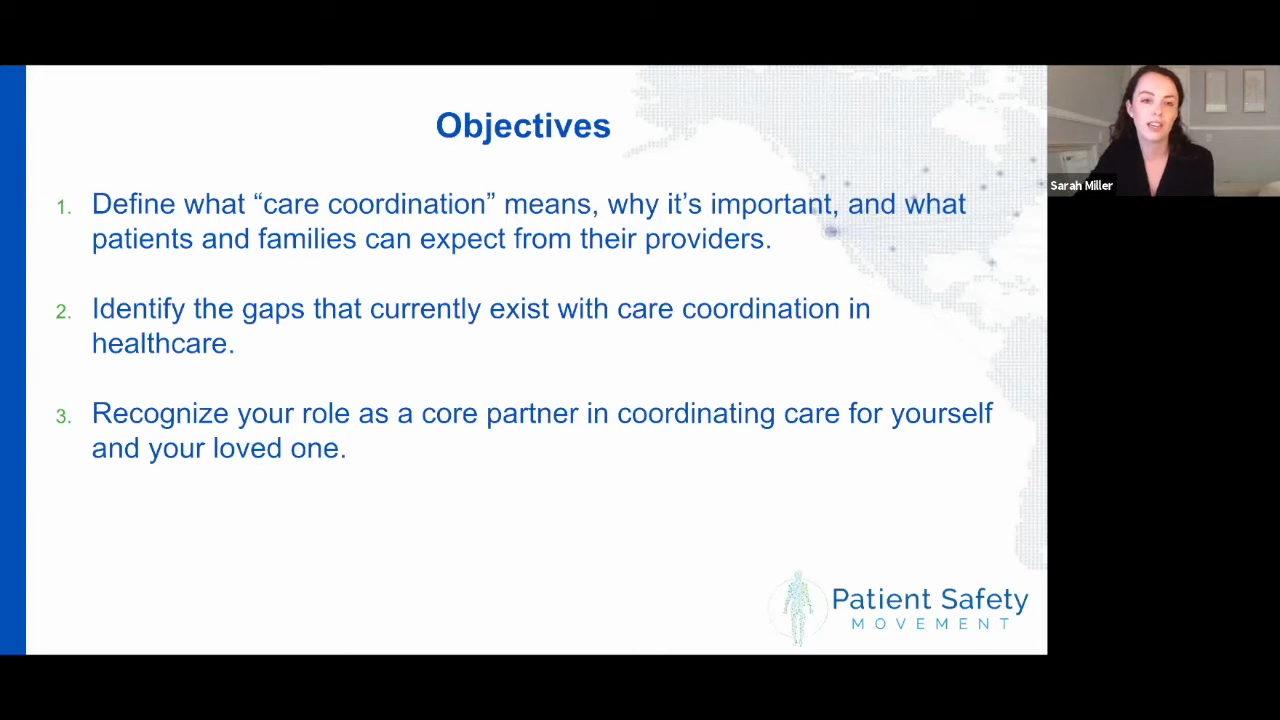 Objectives
1. Define what “care coordination” means, why it’s important, and what
patients and families can expect from their providers.
2. Identify the gaps that currently exist with care coordination in
healthcare.
3. Recognize your role as a core partner in coordinating care for yourself
and your loved one.
Patient Safety
MOVEMENT
Sarah Miller